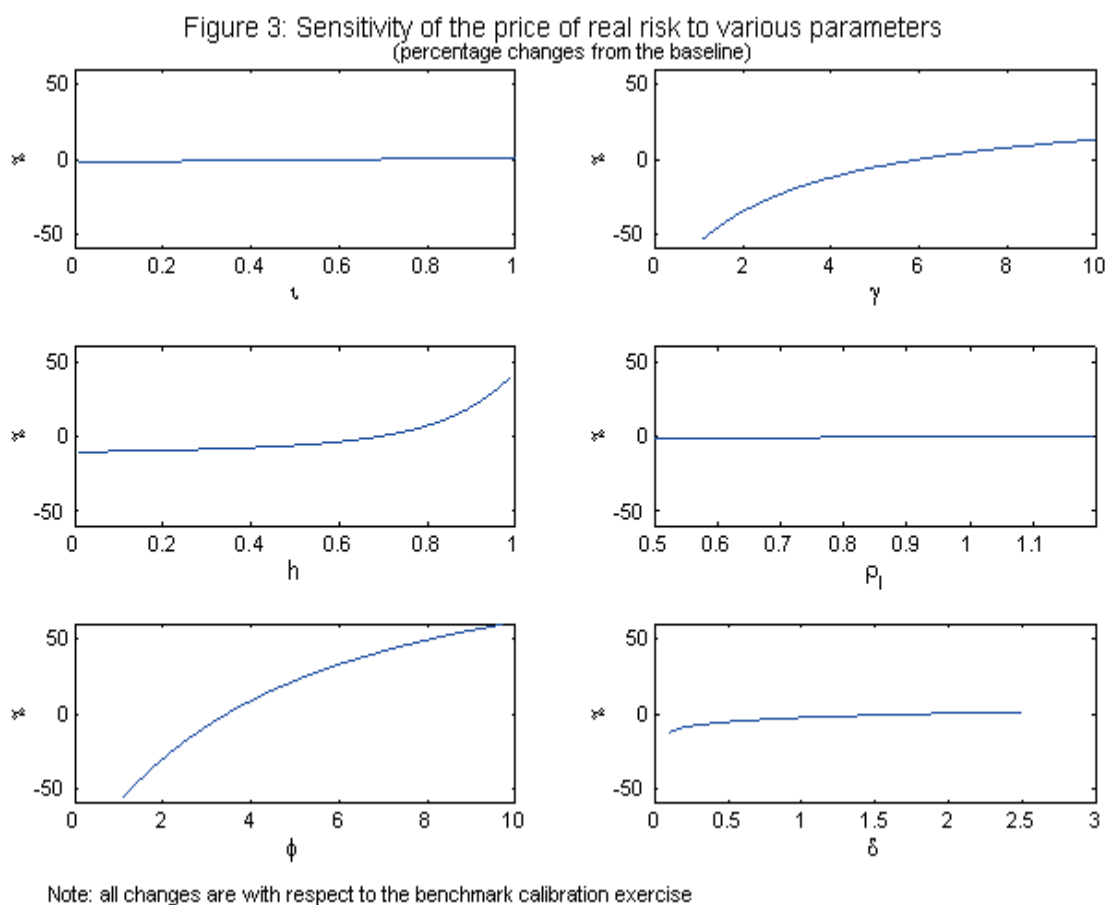 Figure 3: Sensitivity of the price of real risk to various parameters
(percentage changes from the baseline)
50
0
-50
%
0 0.2 0.4 0.6 0.8 1
ι
50
0
-50
%
0 2 4 6 8 10
γ
50
0
-50
%
0 0.2 0.4 0.6 0.8 1
h
50
0
-50
%
0.5 0.6 0.7 0.8 0.9 1 1.1
ρ_l
50
0
-50
%
0 2 4 6 8 10
ϕ
50
0
-50
%
0 0.5 1 1.5 2 2.5 3
δ
Note: all changes are with respect to the benchmark calibration exercise